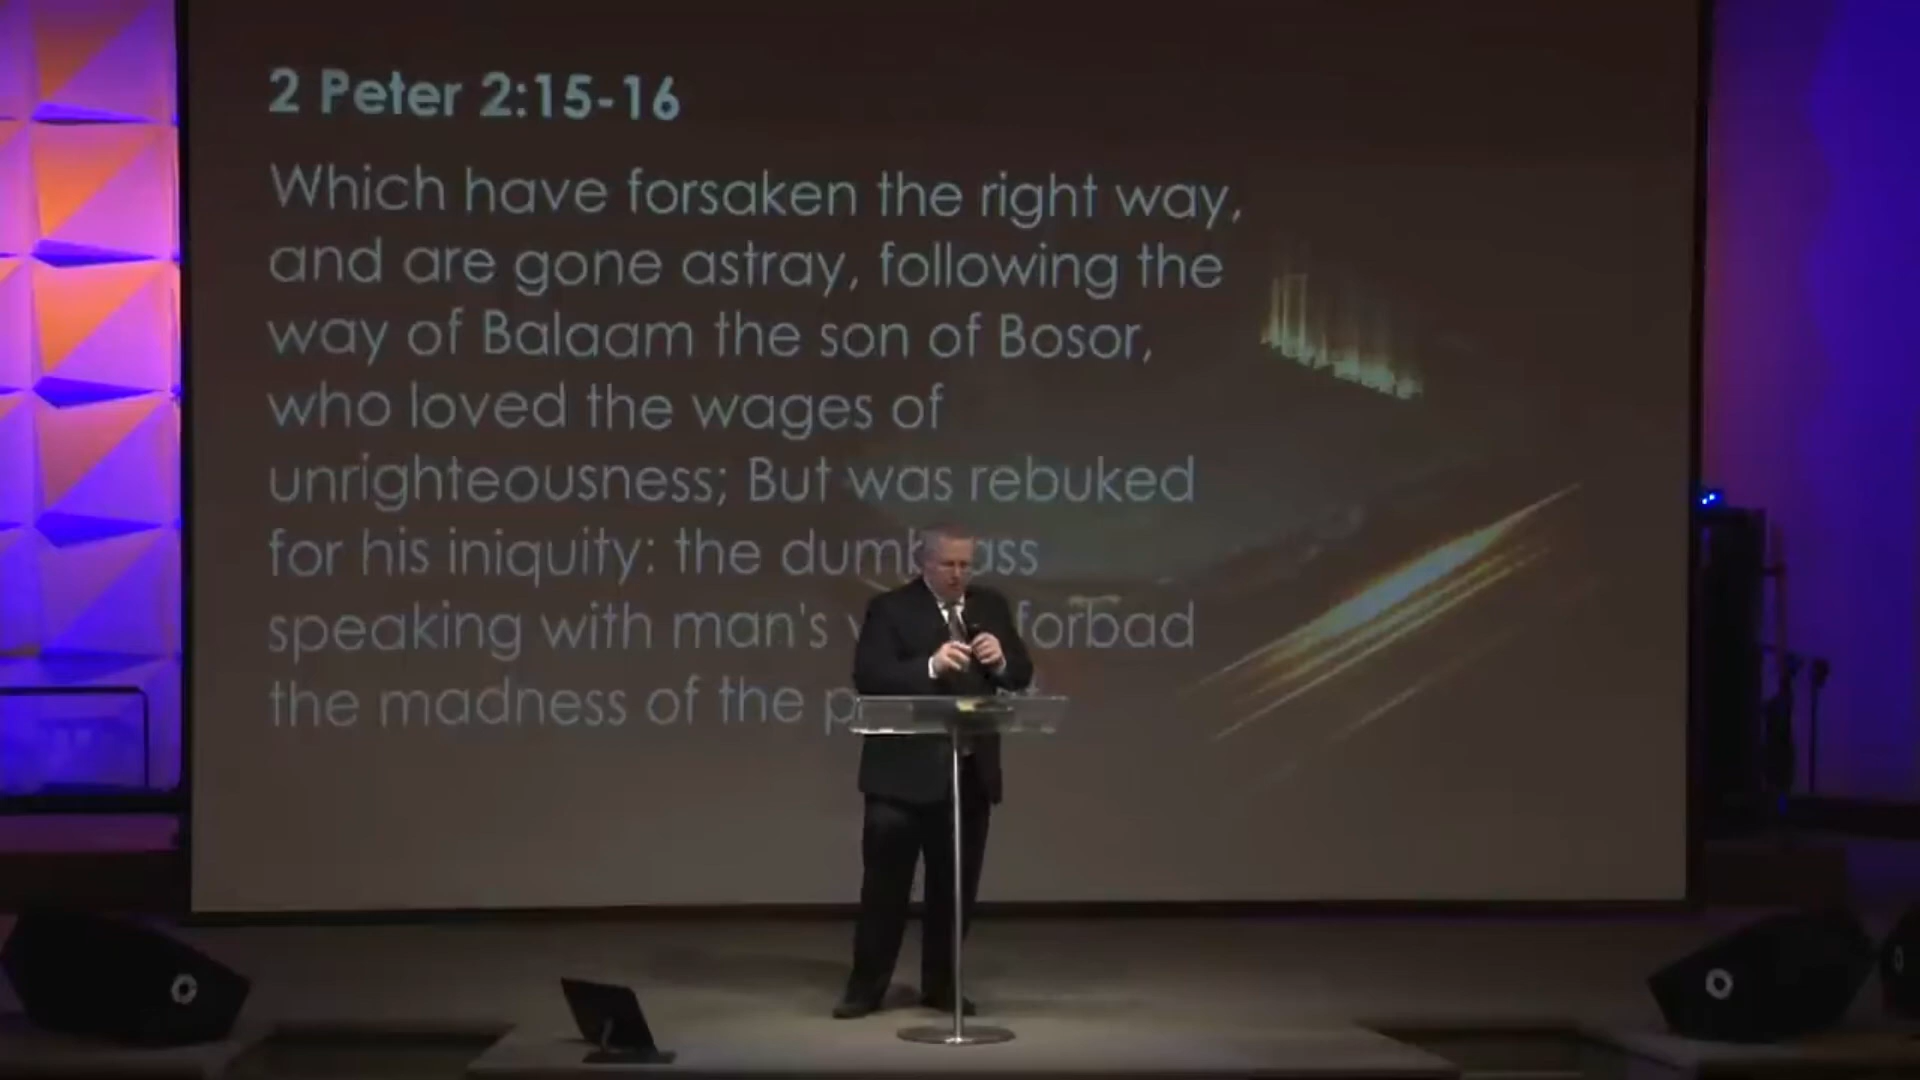 2 Peter 2:15-16
Which have forsaken the right way,
and are gone astray, following the
way of Balaam the son of Bosor,
who loved the wages of
unrighteousness; But was rebuked
for his iniquity: the dumb ass
speaking with man's forbad
the madness of the